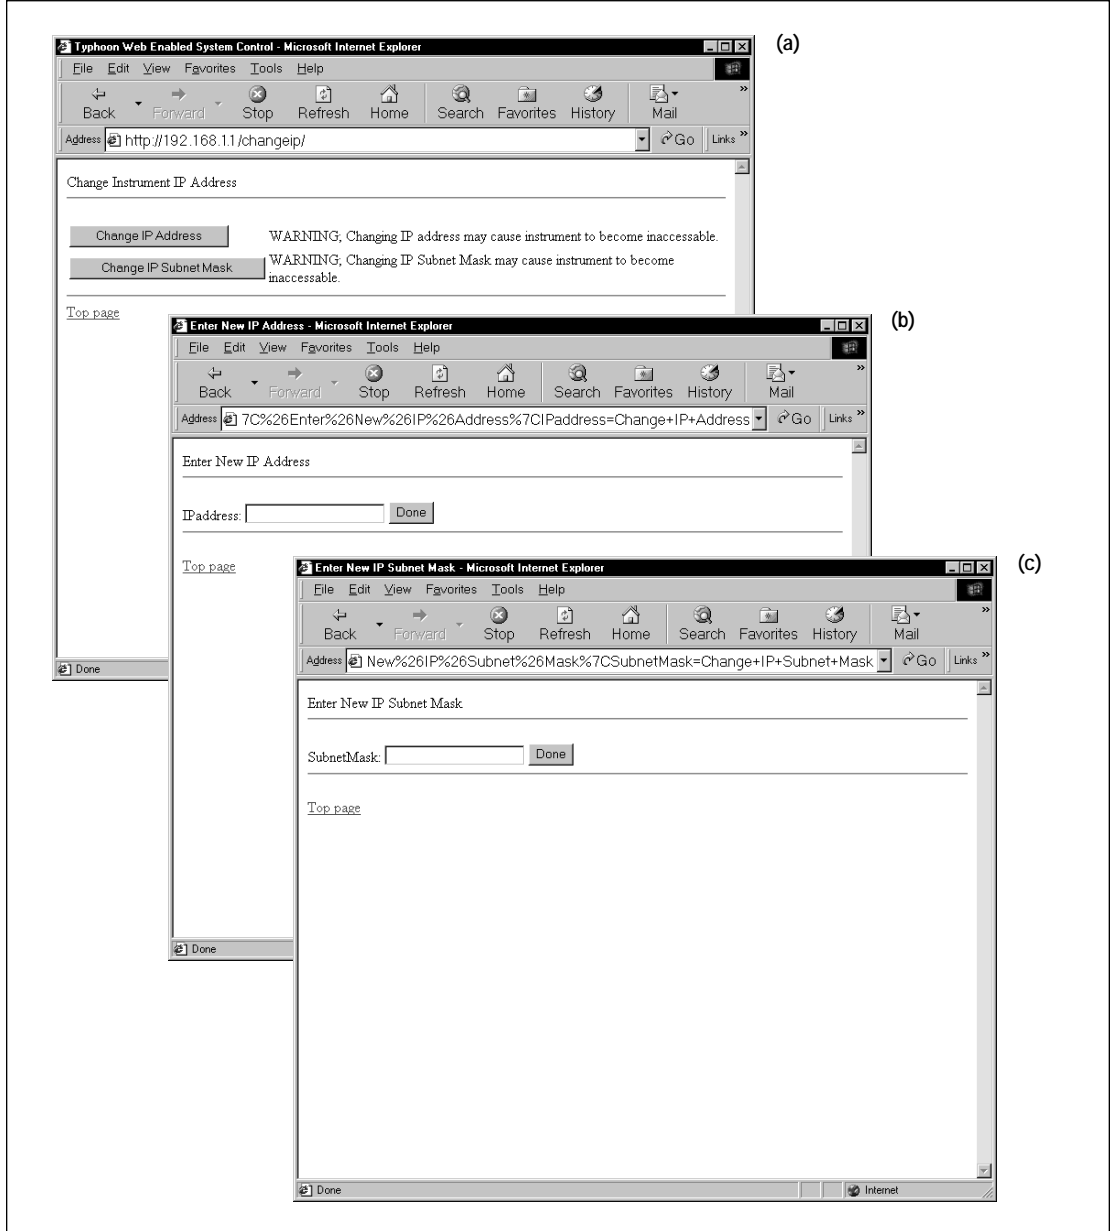 (a)
Typhoon Web Enabled System Control - Microsoft Internet Explorer
File Edit View Favorites Tools Help
Back Forward Stop Refresh Home Search Favorites History Mail »
Address http://192.168.1.1/changeip/ Go Links »
Change Instrument IP Address
Change IP Address WARNING; Changing IP address may cause instrument to become inaccessable.
Change IP Subnet Mask WARNING; Changing IP Subnet Mask may cause instrument to become
inaccessable.
Top page
Done
(b)
Enter New IP Address - Microsoft Internet Explorer
File Edit View Favorites Tools Help
Back Forward Stop Refresh Home Search Favorites History Mail »
Address 7C%26Enter%26New%26IP%26Address%7CIPaddress=Change+IP+Address Go Links »
Enter New IP Address
IPaddress: Done
Top page
Done
(c)
Enter New IP Subnet Mask - Microsoft Internet Explorer
File Edit View Favorites Tools Help
Back Forward Stop Refresh Home Search Favorites History Mail »
Address New%26IP%26Subnet%26Mask%7CSubnetMask=Change+IP+Subnet+Mask Go Links »
Enter New IP Subnet Mask
SubnetMask: Done
Top page
Done Internet